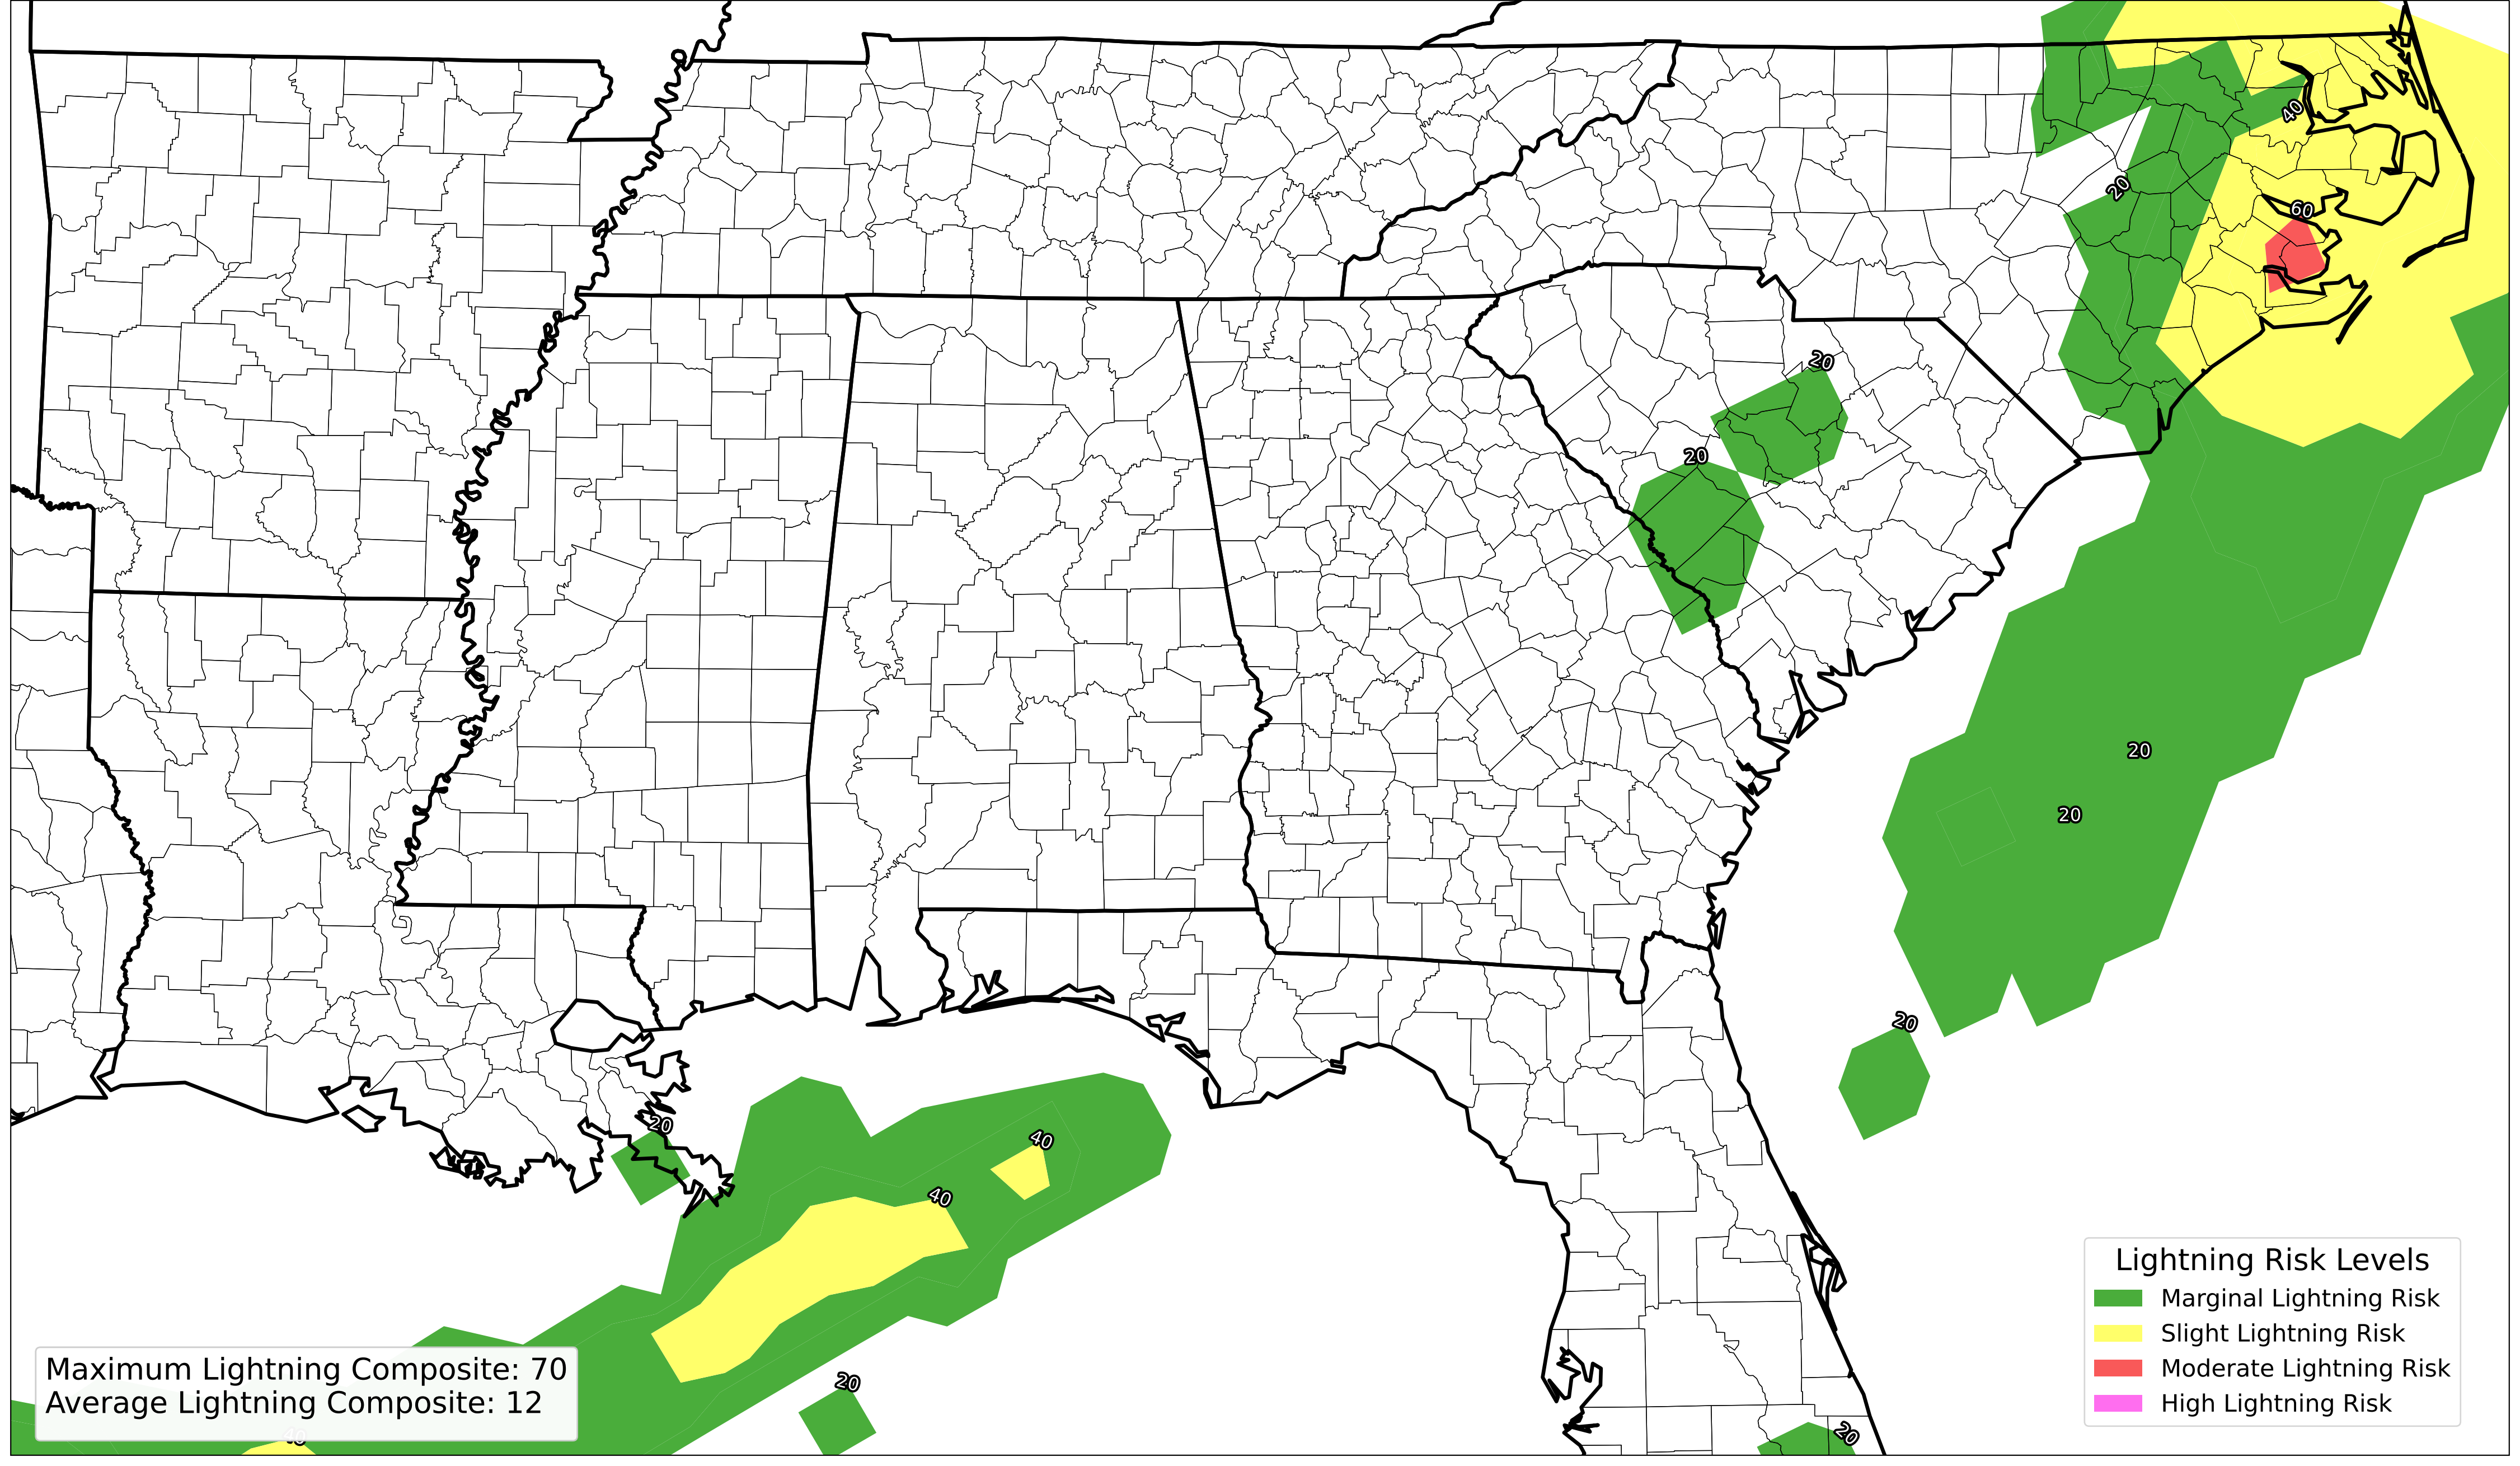 40
20
60
20
20
20
20
20
20
40
40
20
40
20
Maximum Lightning Composite: 70
Average Lightning Composite: 12
Lightning Risk Levels
Marginal Lightning Risk
Slight Lightning Risk
Moderate Lightning Risk
High Lightning Risk